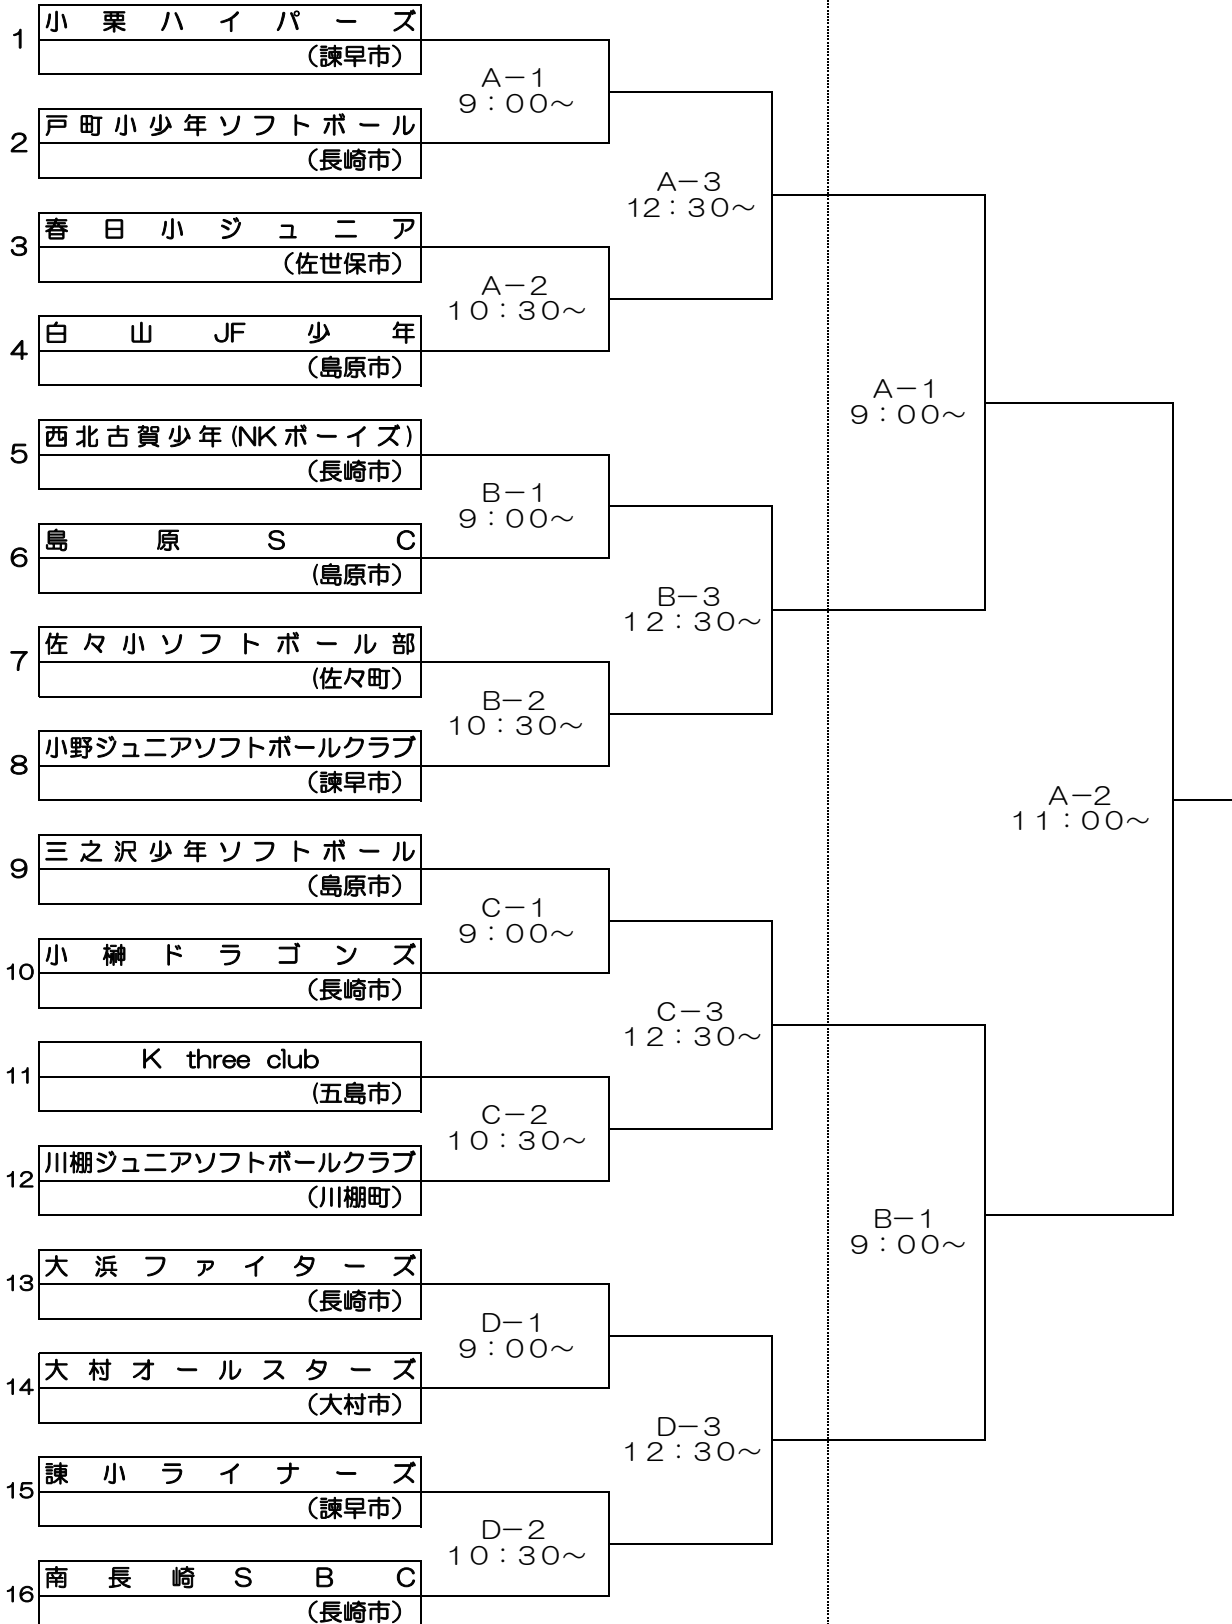 1
小栗ハイパーズ
（諫早市）
2
戸町小少年ソフトボール
（長崎市）
A－1
9：00～
3
春日小ジュニア
（佐世保市）
4
白山JF少年
（島原市）
A－2
10：30～
A－3
12：30～
5
西北古賀少年(NKボーイズ)
（長崎市）
6
島原SC
（島原市）
B－1
9：00～
7
佐々小ソフトボール部
（佐々町）
8
小野ジュニアソフトボールクラブ
（諫早市）
B－2
10：30～
B－3
12：30～
A－1
9：00～
9
三之沢少年ソフトボール
（島原市）
10
小榊ドラゴンズ
（長崎市）
C－1
9：00～
11
K three club
（五島市）
12
川棚ジュニアソフトボールクラブ
（川棚町）
C－2
10：30～
C－3
12：30～
13
大浜ファイターズ
（長崎市）
14
大村オールスターズ
（大村市）
D－1
9：00～
15
諫小ライナーズ
（諫早市）
16
南長崎SBC
（長崎市）
D－2
10：30～
D－3
12：30～
B－1
9：00～
A－2
11：00～